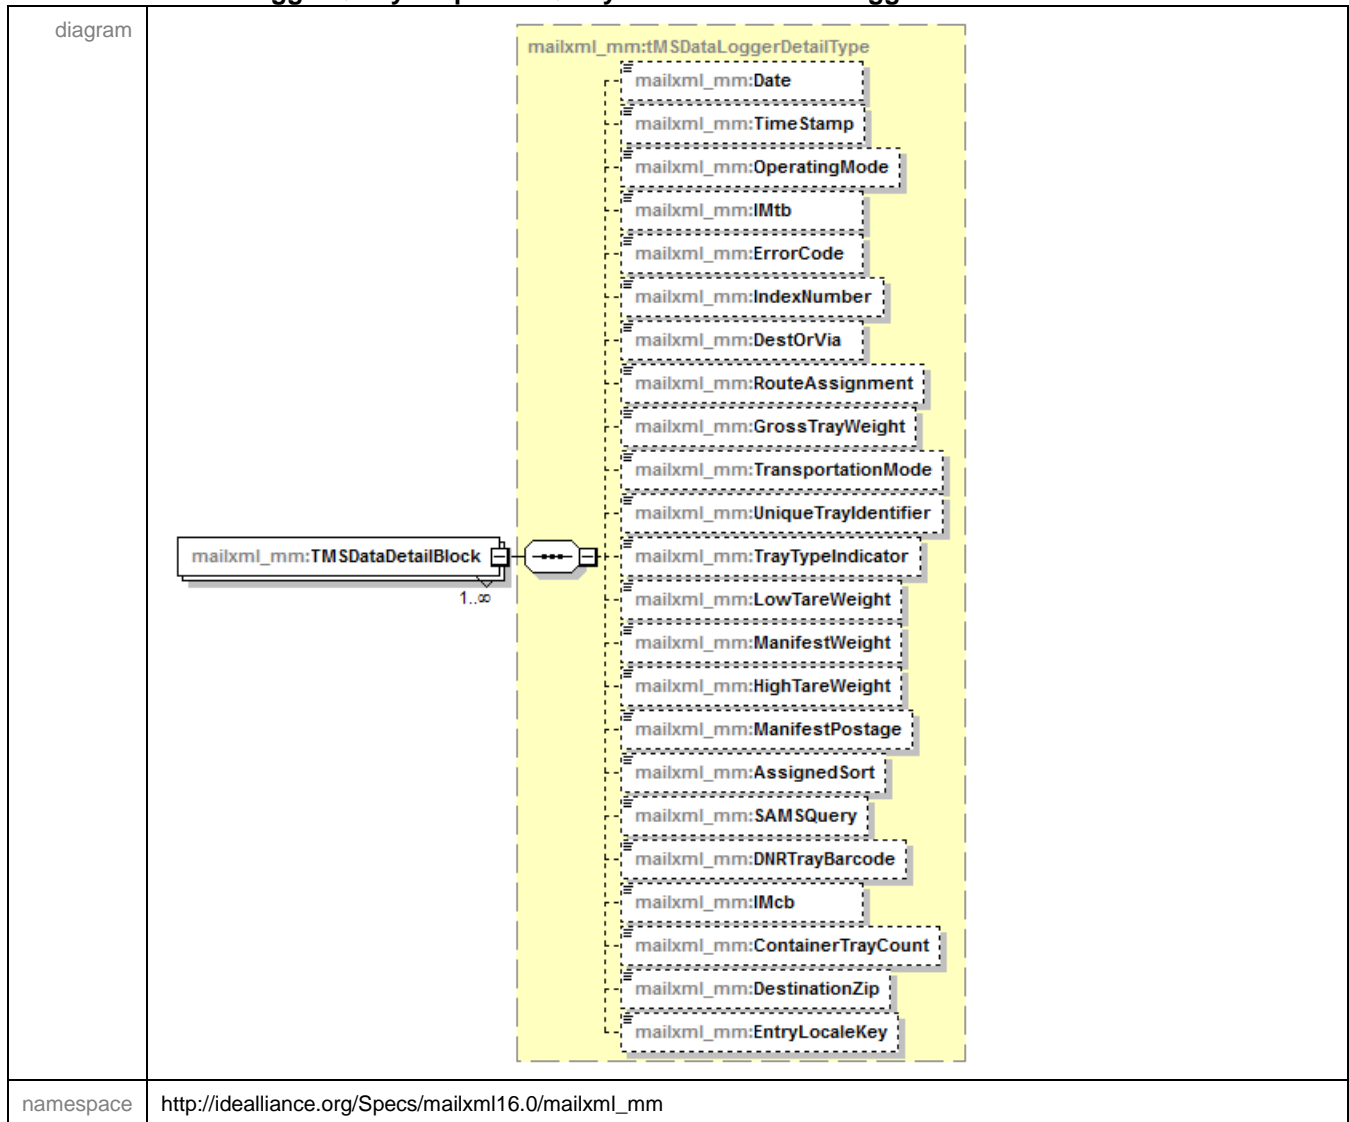 diagram
mailxml_mm:tMSDataLoggerDetailType
mailxml_mm:Date
mailxml_mm:TimeStamp
mailxml_mm:OperatingMode
mailxml_mm:IMtb
mailxml_mm:ErrorCode
mailxml_mm:IndexNumber
mailxml_mm:DestOrVia
mailxml_mm:RouteAssignment
mailxml_mm:GrossTrayWeight
mailxml_mm:TransportationMode
mailxml_mm:UniqueTrayIdentifier
mailxml_mm:TMSDataDetailBlock
mailxml_mm:TrayTypeIndicator
1..∞
mailxml_mm:LowTareWeight
mailxml_mm:ManifestWeight
mailxml_mm:HighTareWeight
mailxml_mm:ManifestPostage
mailxml_mm:AssignedSort
mailxml_mm:SAMSQuery
mailxml_mm:DNRTrayBarcode
mailxml_mm:IMcb
mailxml_mm:ContainerTrayCount
mailxml_mm:DestinationZip
mailxml_mm:EntryLocaleKey
namespace
http://idealliance.org/Specs/mailxml16.0/mailxml_mm